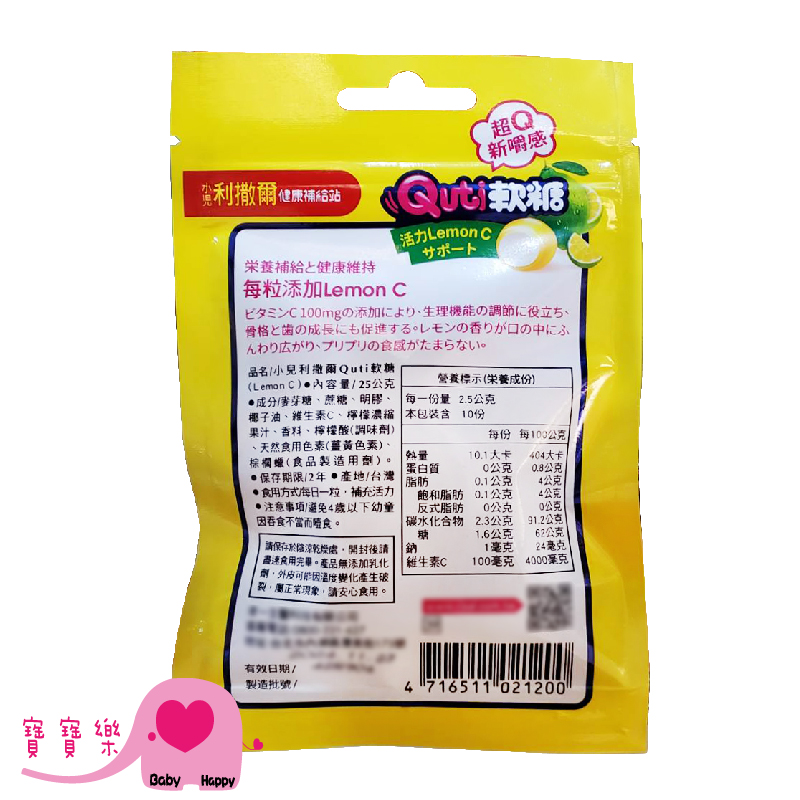 超Q
新嚼感
小兒利撒爾健康補給站
Quti軟糖
活力Lemon C
サポート
栄養補給と健康維持
每粒添加Lemon C
ビタミンC 100mgの添加により、生理機能の調節に役立ち、
骨格と歯の成長にも促進する。レモンの香りが口の中にふ
んわり広がり、プリプリの食感がたまらない。
品名/小兒利撒爾Quti軟糖
(Lemon C)●內容量/25公克
●成分/麥芽糖、蔗糖、明膠、
椰子油、維生素C、檸檬濃縮
果汁、香料、檸檬酸(調味劑)
、天然食用色素(薑黃色素)、
棕櫚蠟(食品製造用劑)。
●保存期限/2年 ●產地/台灣
●食用方式/每日一粒，補充活力
●注意事項/避免4歲以下幼童
因吞食不當而噎食。
請保存於陰涼乾燥處，開封後請
盡速食用完畢。產品無添加乳化
劑，外皮可能因溫度變化產生破
裂，屬正常現象，請安心食用。
有效日期/
製造批號/
營養標示(栄養成份)
每一份量 2.5公克
本包裝含 10份
每份 每100公克
熱量 10.1大卡 404大卡
蛋白質 0公克 0.8公克
脂肪 0.1公克 4公克
飽和脂肪 0.1公克 4公克
反式脂肪 0公克 0公克
碳水化合物 2.3公克 91.2公克
糖 1.6公克 62公克
鈉 1毫克 24毫克
維生素C 100毫克 4000毫克
4 716511 021200
寶寶樂
Baby Happy